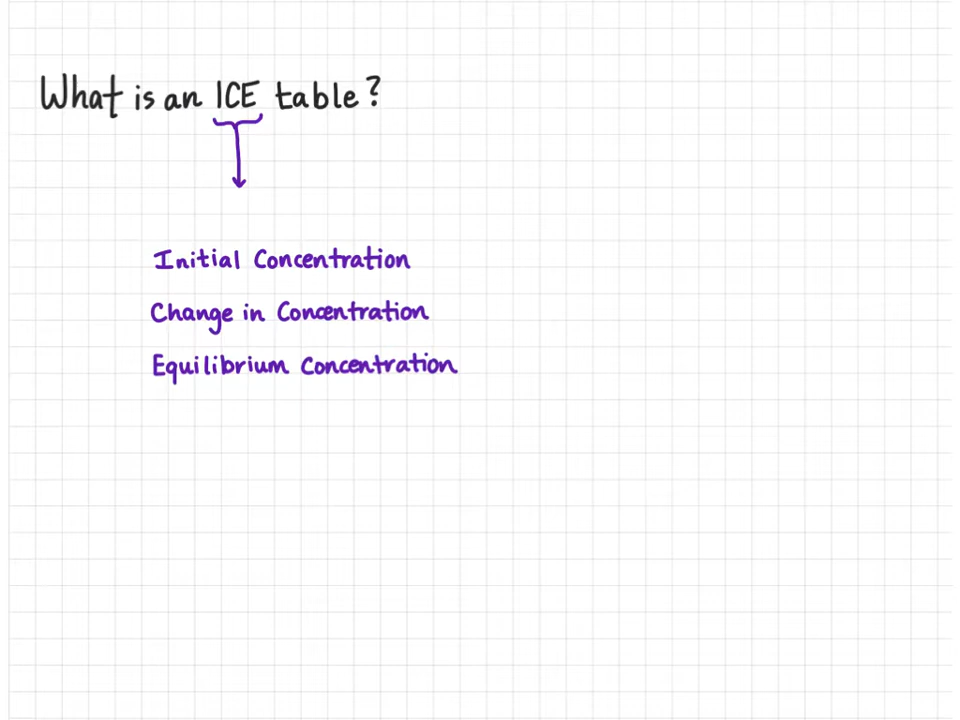 What is an ICE table?
Initial Concentration
Change in Concentration
Equilibrium Concentration